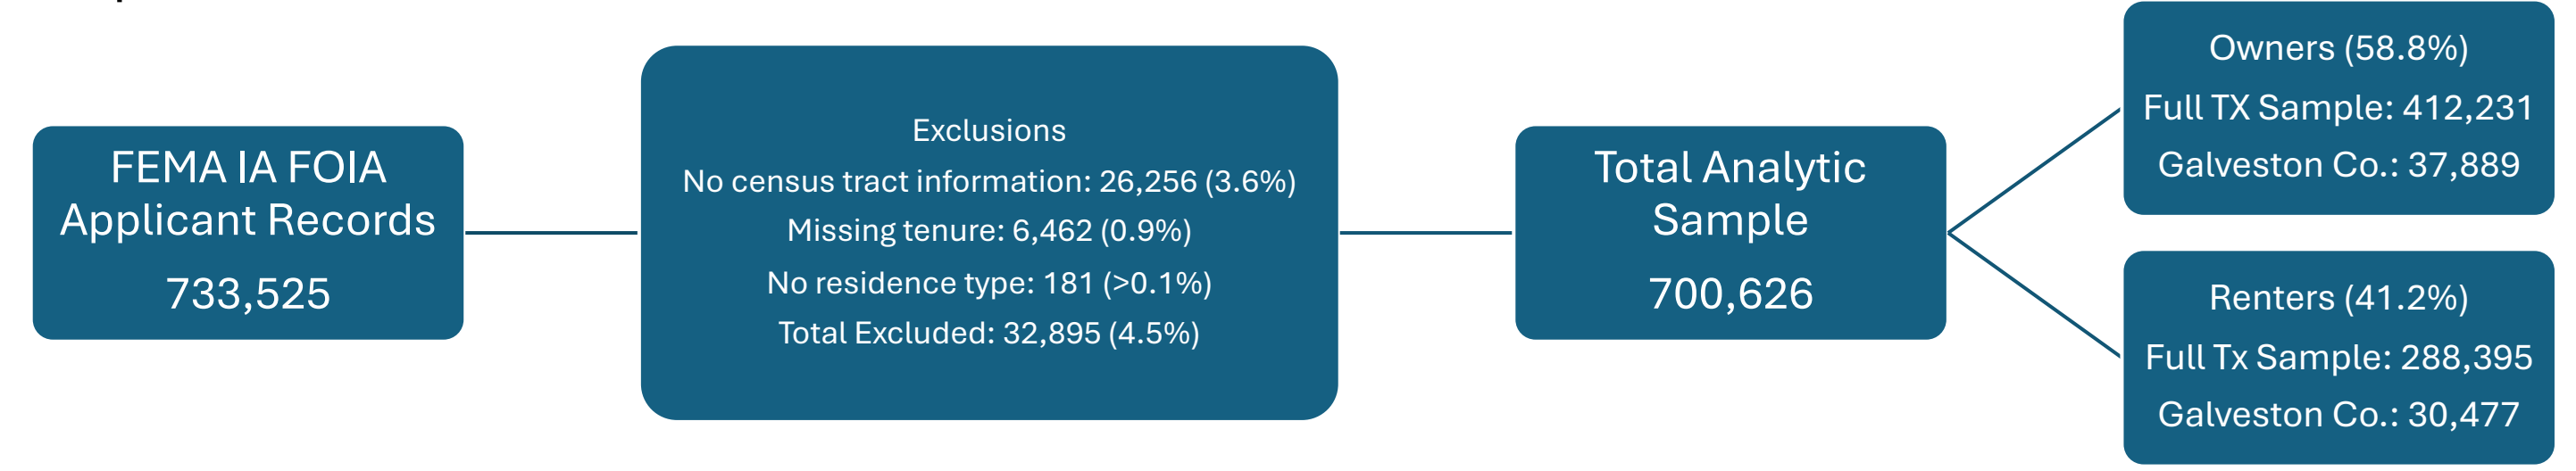 FEMA IA FOIA
Applicant Records
733,525
Exclusions
No census tract information: 26,256 (3.6%)
Missing tenure: 6,462 (0.9%)
No residence type: 181 (>0.1%)
Total Excluded: 32,895 (4.5%)
Total Analytic
Sample
700,626
Owners (58.8%)
Full TX Sample: 412,231
Galveston Co.: 37,889
Renters (41.2%)
Full Tx Sample: 288,395
Galveston Co.: 30,477